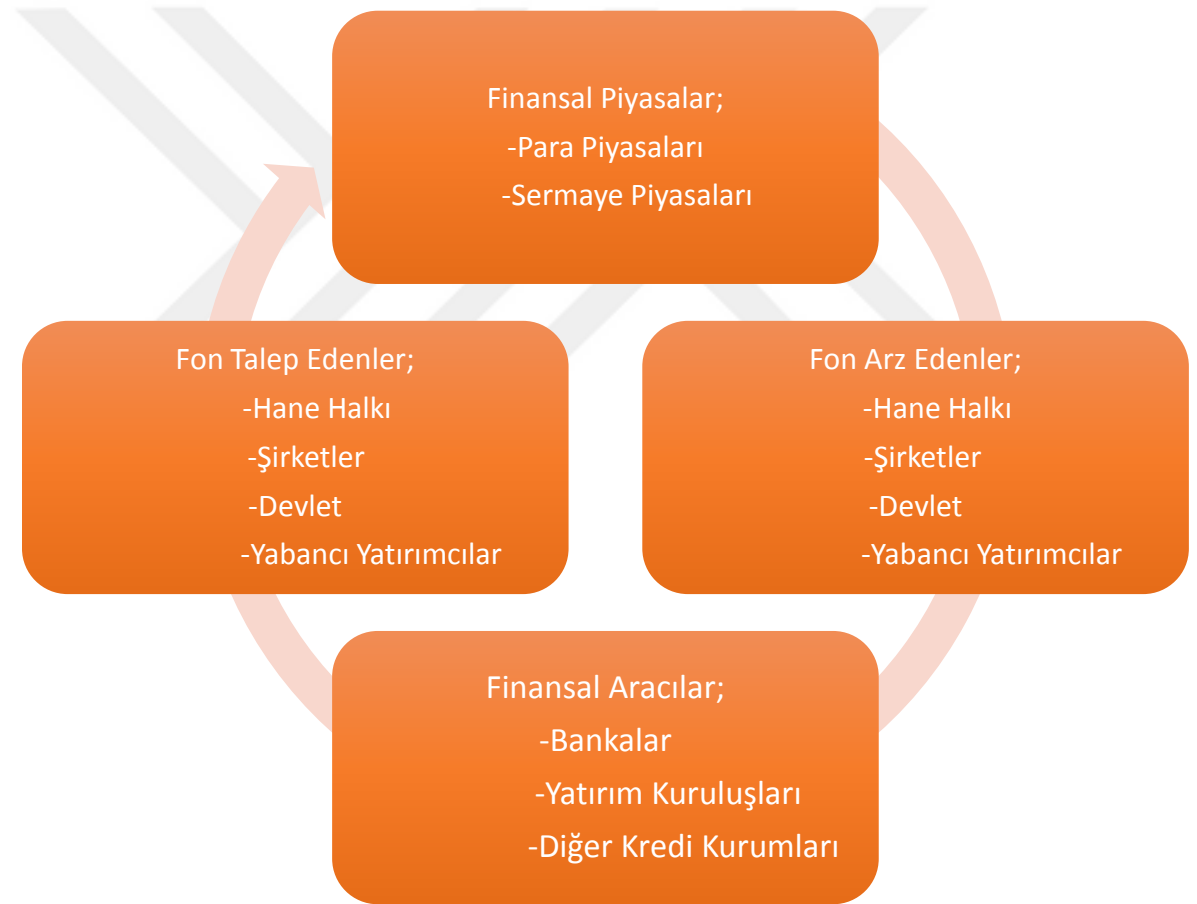 Finansal Piyasalar;
-Para Piyasaları
-Sermaye Piyasaları
Fon Talep Edenler;
-Hane Halkı
-Şirketler
-Devlet
-Yabancı Yatırımcılar
Fon Arz Edenler;
-Hane Halkı
-Şirketler
-Devlet
-Yabancı Yatırımcılar
Finansal Aracılar;
-Bankalar
-Yatırım Kuruluşları
-Diğer Kredi Kurumları